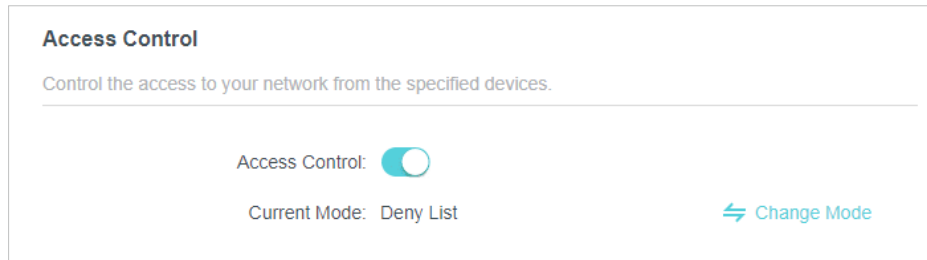 Access Control
Control the access to your network from the specified devices.
Access Control:
Current Mode: Deny List Change Mode